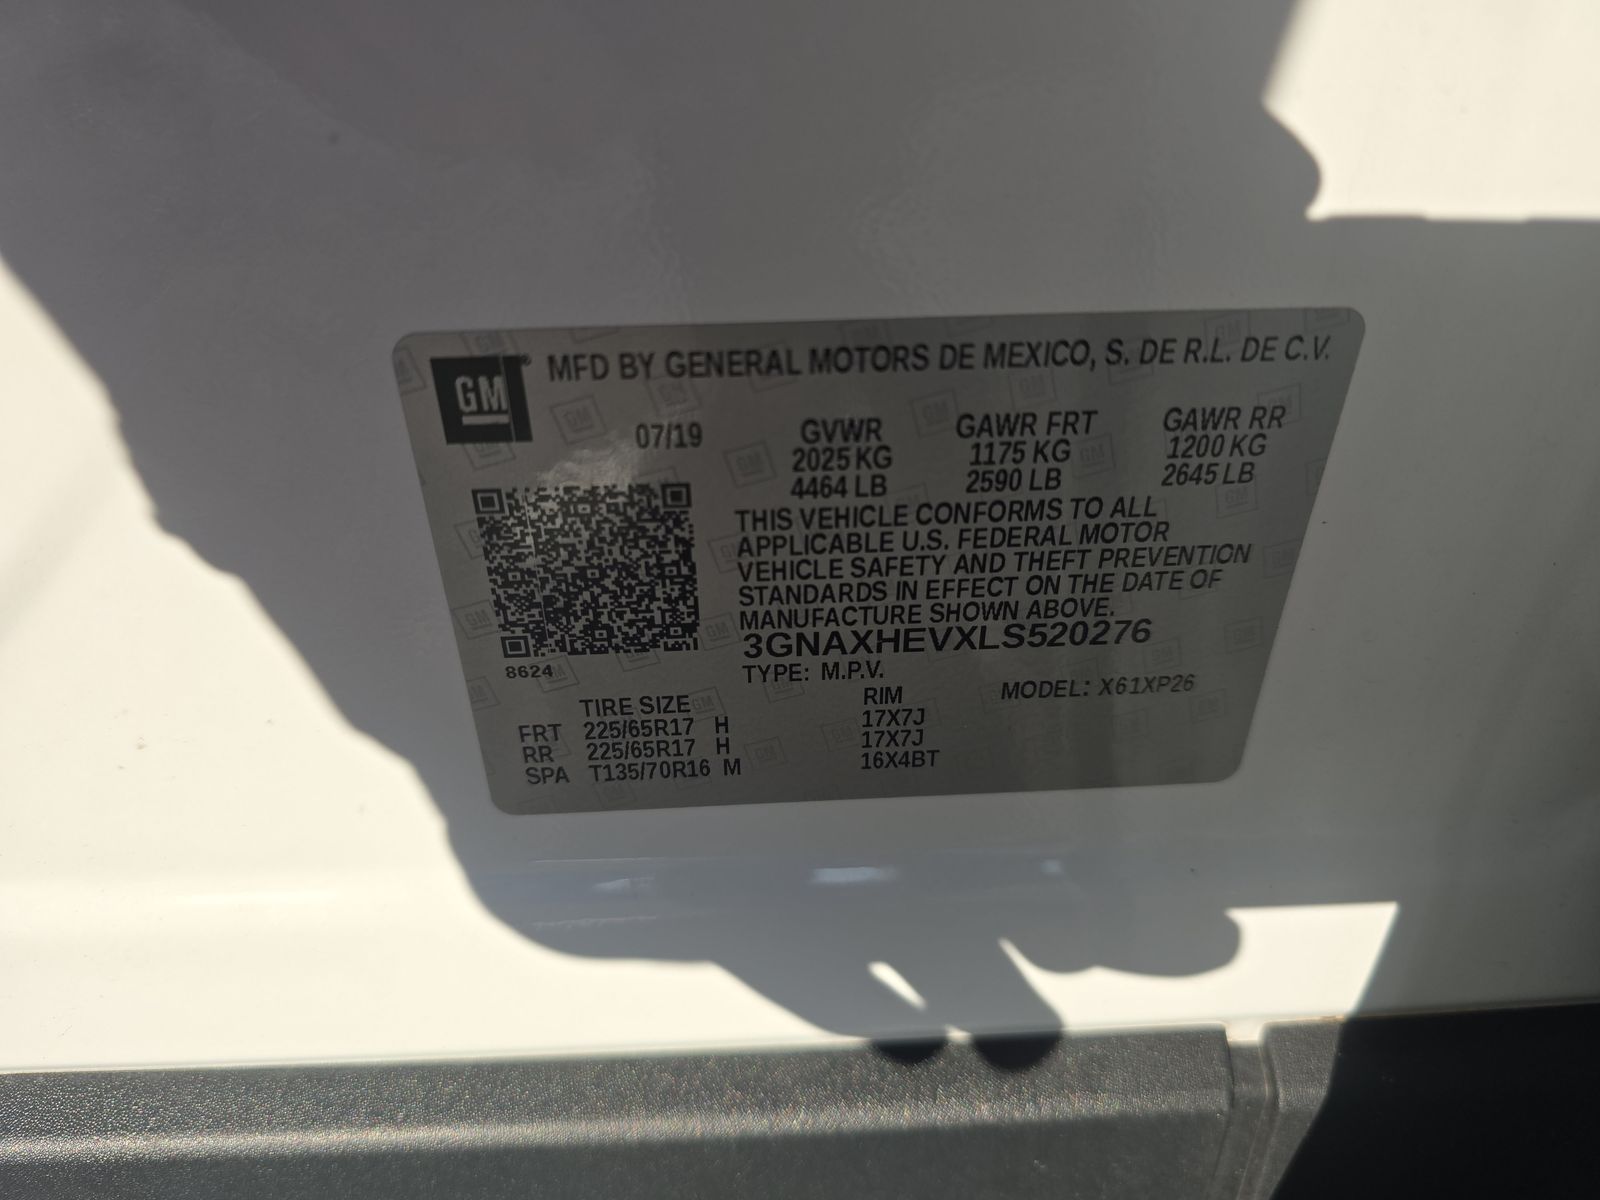 GM® MFD BY GENERAL MOTORS DE MEXICO, S. DE R.L. DE C.V.
07/19 GVWR GAWR FRT GAWR RR
2025 KG 1175 KG 1200 KG
4464 LB 2590 LB 2645 LB
THIS VEHICLE CONFORMS TO ALL
APPLICABLE U.S. FEDERAL MOTOR
VEHICLE SAFETY AND THEFT PREVENTION
STANDARDS IN EFFECT ON THE DATE OF
MANUFACTURE SHOWN ABOVE.
3GNAXHEVXLS520276
8624 TYPE: M.P.V. MODEL: X61XP26
TIRE SIZE RIM
FRT 225/65R17 H 17X7J
RR 225/65R17 H 17X7J
SPA T135/70R16 M 16X4BT